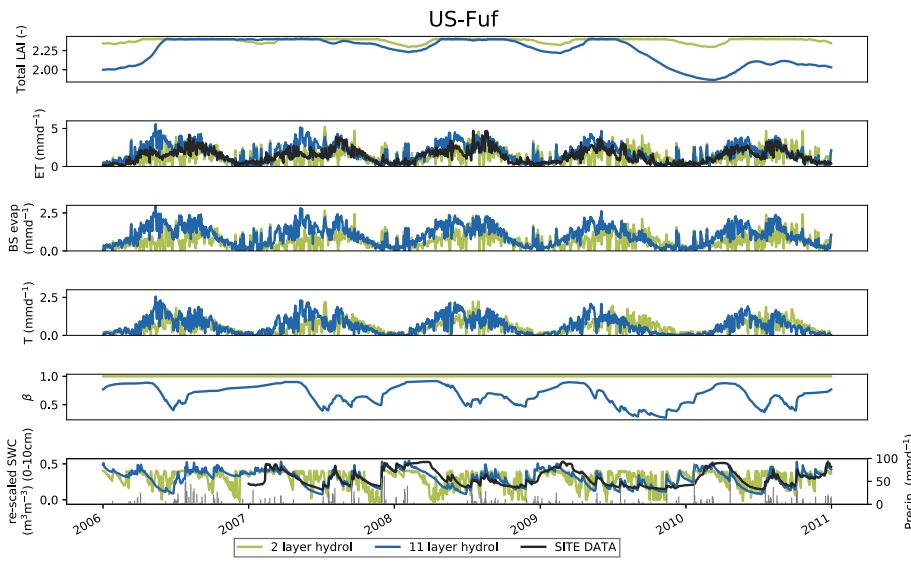 US-Fuf
Total LAI (-)
2.25
2.00
ET (mmd⁻¹)
5
0
BS evap
(mmd⁻¹)
2.5
0.0
T (mmd⁻¹)
2.5
0.0
β
1.0
0.5
re-scaled SWC
(m³m⁻³) (0-10cm)
0.5
0.0
100
50
0
Precip. (mmd⁻¹)
2006
2007
2008
2009
2010
2011
2 layer hydrol
11 layer hydrol
SITE DATA